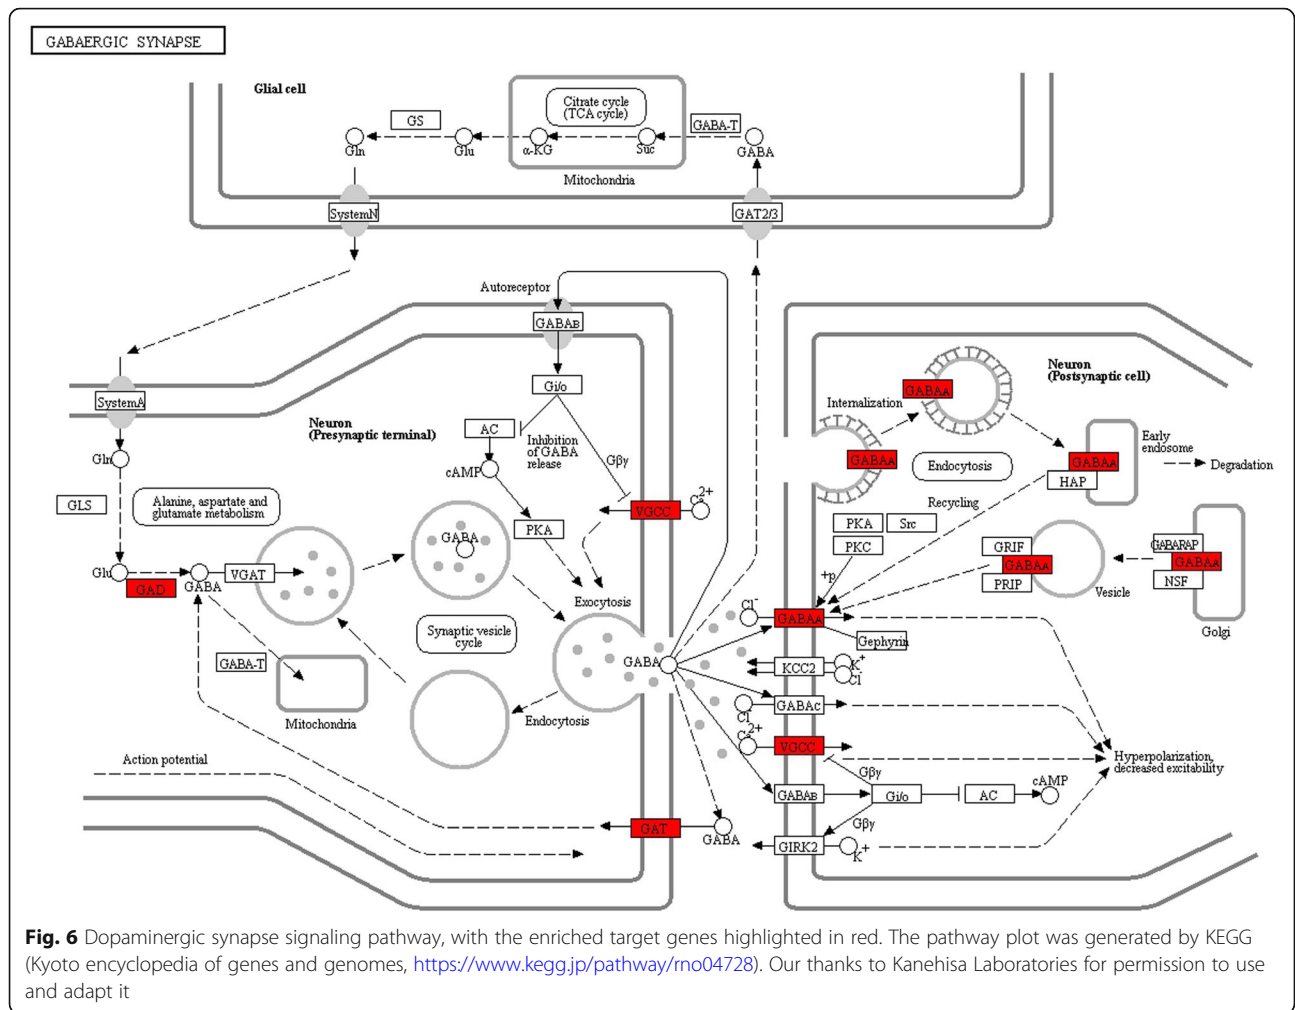 GABAERGIC SYNAPSE
Glial cell
Citrate cycle
(TCA cycle)
GS
GABA-T
Gln
Glu
α-KG
Suc
GABA
Mitochondria
SystemN
GAT2/3
Autoreceptor
GABAB
Neuron
(Postsynaptic cell)
GABAA
Internalization
SystemA
Gi/o
Neuron
(Presynaptic terminal)
AC
Inhibition
of GABA
release
Gβγ
cAMP
Early
endosome
GABAA
GABAA
Endocytosis
HAP
Degradation
Gln
Alanine, aspartate and
glutamate metabolism
GLS
VGCC
Ca2+
Recycling
PKA
PKA
Src
PKC
GABA
GRIF
GABAA
PRIP
GABARAP
GABAA
NSF
Vesicle
Golgi
+p
Glu
GAD
GABA
VGAT
Exocytosis
Cl-
GABAA
Gephyrin
Synaptic vesicle
cycle
GABA-T
GABA
KCC2
K+
Cl-
Mitochondria
Endocytosis
GABAC
Cl-
Ca2+
VGCC
Action potential
Hyperpolarization,
decreased excitability
Gβγ
GABAB
Gi/o
AC
cAMP
Gβγ
GAT
GABA
GIRK2
K+
Fig. 6 Dopaminergic synapse signaling pathway, with the enriched target genes highlighted in red. The pathway plot was generated by KEGG
(Kyoto encyclopedia of genes and genomes, https://www.kegg.jp/pathway/rno04728). Our thanks to Kanehisa Laboratories for permission to use
and adapt it